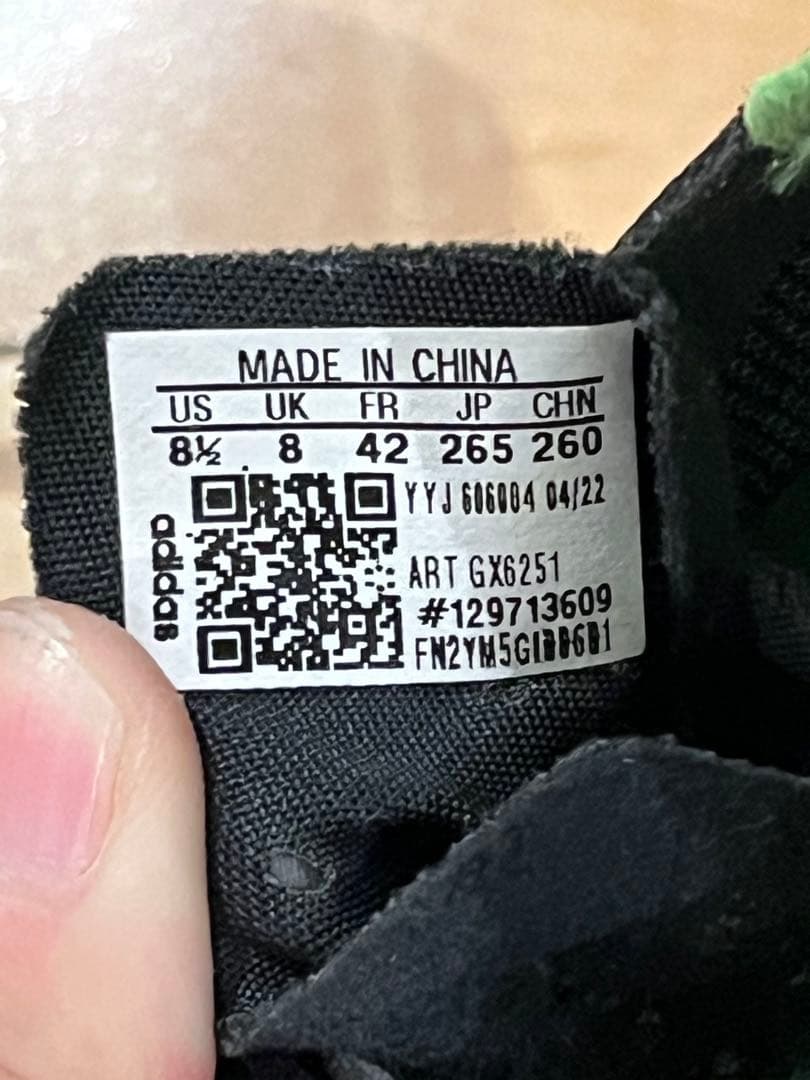 MADE IN CHINA
US UK FR JP CHN
8½ 8 42 265 260
YYJ 606004 04/22
adidas
ART GX6251
#129713609